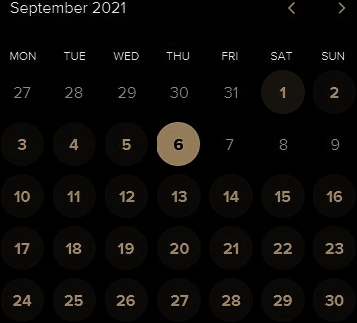 September 2021
MON TUE WED THU FRI SAT SUN
27 28 29 30 31 1 2
3 4 5 6 7 8 9
10 11 12 13 14 15 16
17 18 19 20 21 22 23
24 25 26 27 28 29 30